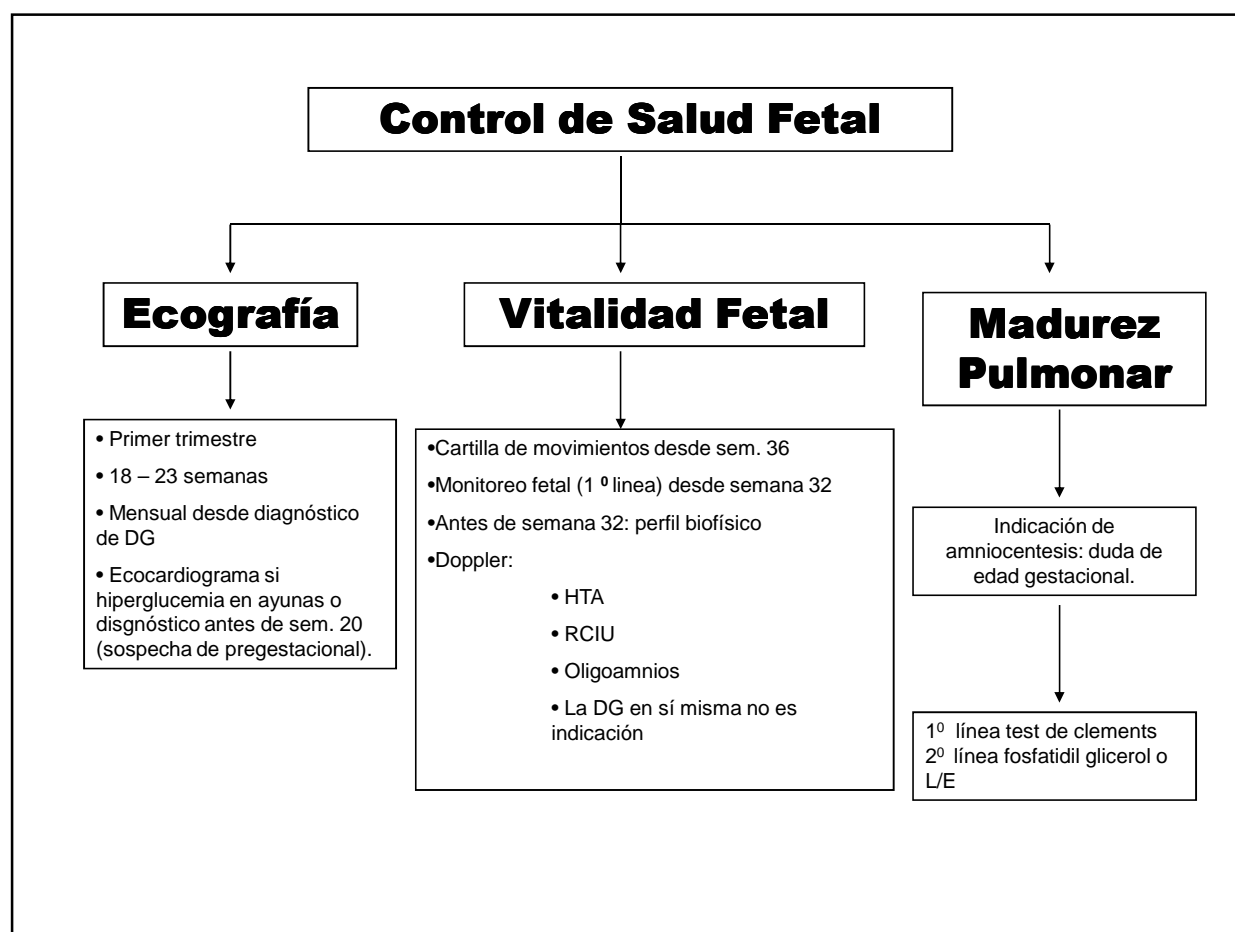 Control de Salud Fetal
Ecografía
• Primer trimestre
• 18 – 23 semanas
• Mensual desde diagnóstico
de DG
• Ecocardiograma si
hiperglucemia en ayunas o
disgnóstico antes de sem. 20
(sospecha de pregestacional).
Vitalidad Fetal
•Cartilla de movimientos desde sem. 36
•Monitoreo fetal (1 º linea) desde semana 32
•Antes de semana 32: perfil biofísico
•Doppler:
• HTA
• RCIU
• Oligoamnios
• La DG en sí misma no es
indicación
Madurez
Pulmonar
Indicación de
amniocentesis: duda de
edad gestacional.
1⁰ línea test de clements
2⁰ línea fosfatidil glicerol o
L/E